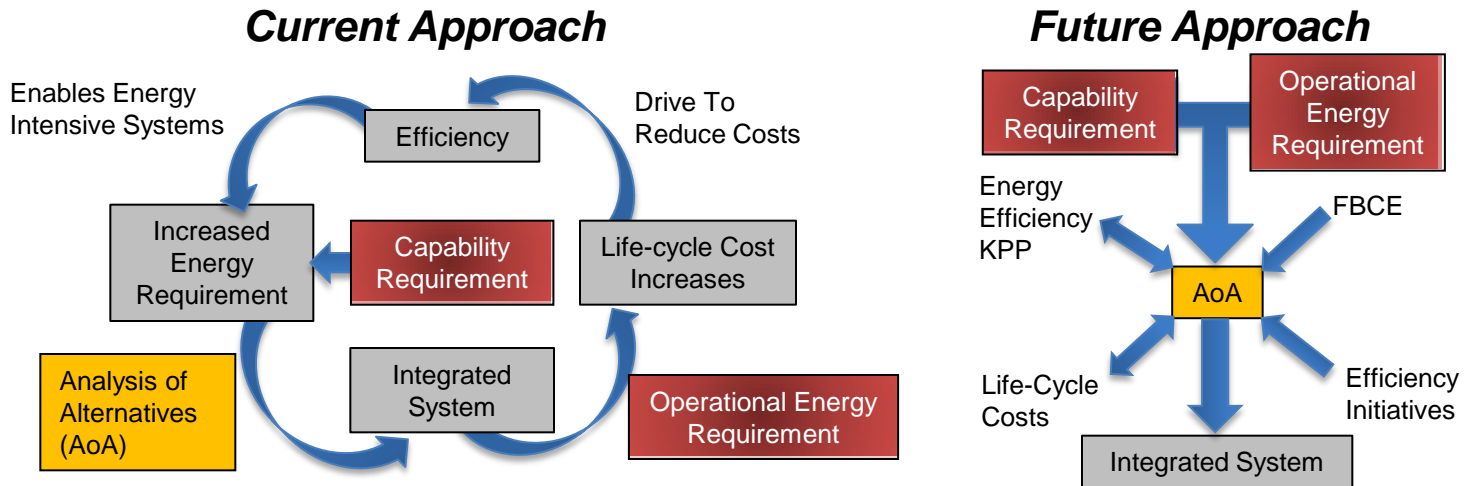 Current Approach
Enables Energy
Intensive Systems
Efficiency
Drive To
Reduce Costs
Increased
Energy
Requirement
Capability
Requirement
Life-cycle Cost
Increases
Analysis of
Alternatives
(AoA)
Integrated
System
Operational Energy
Requirement
Future Approach
Capability
Requirement
Operational
Energy
Requirement
Energy
Efficiency
KPP
FBCE
AoA
Life-Cycle
Costs
Efficiency
Initiatives
Integrated System